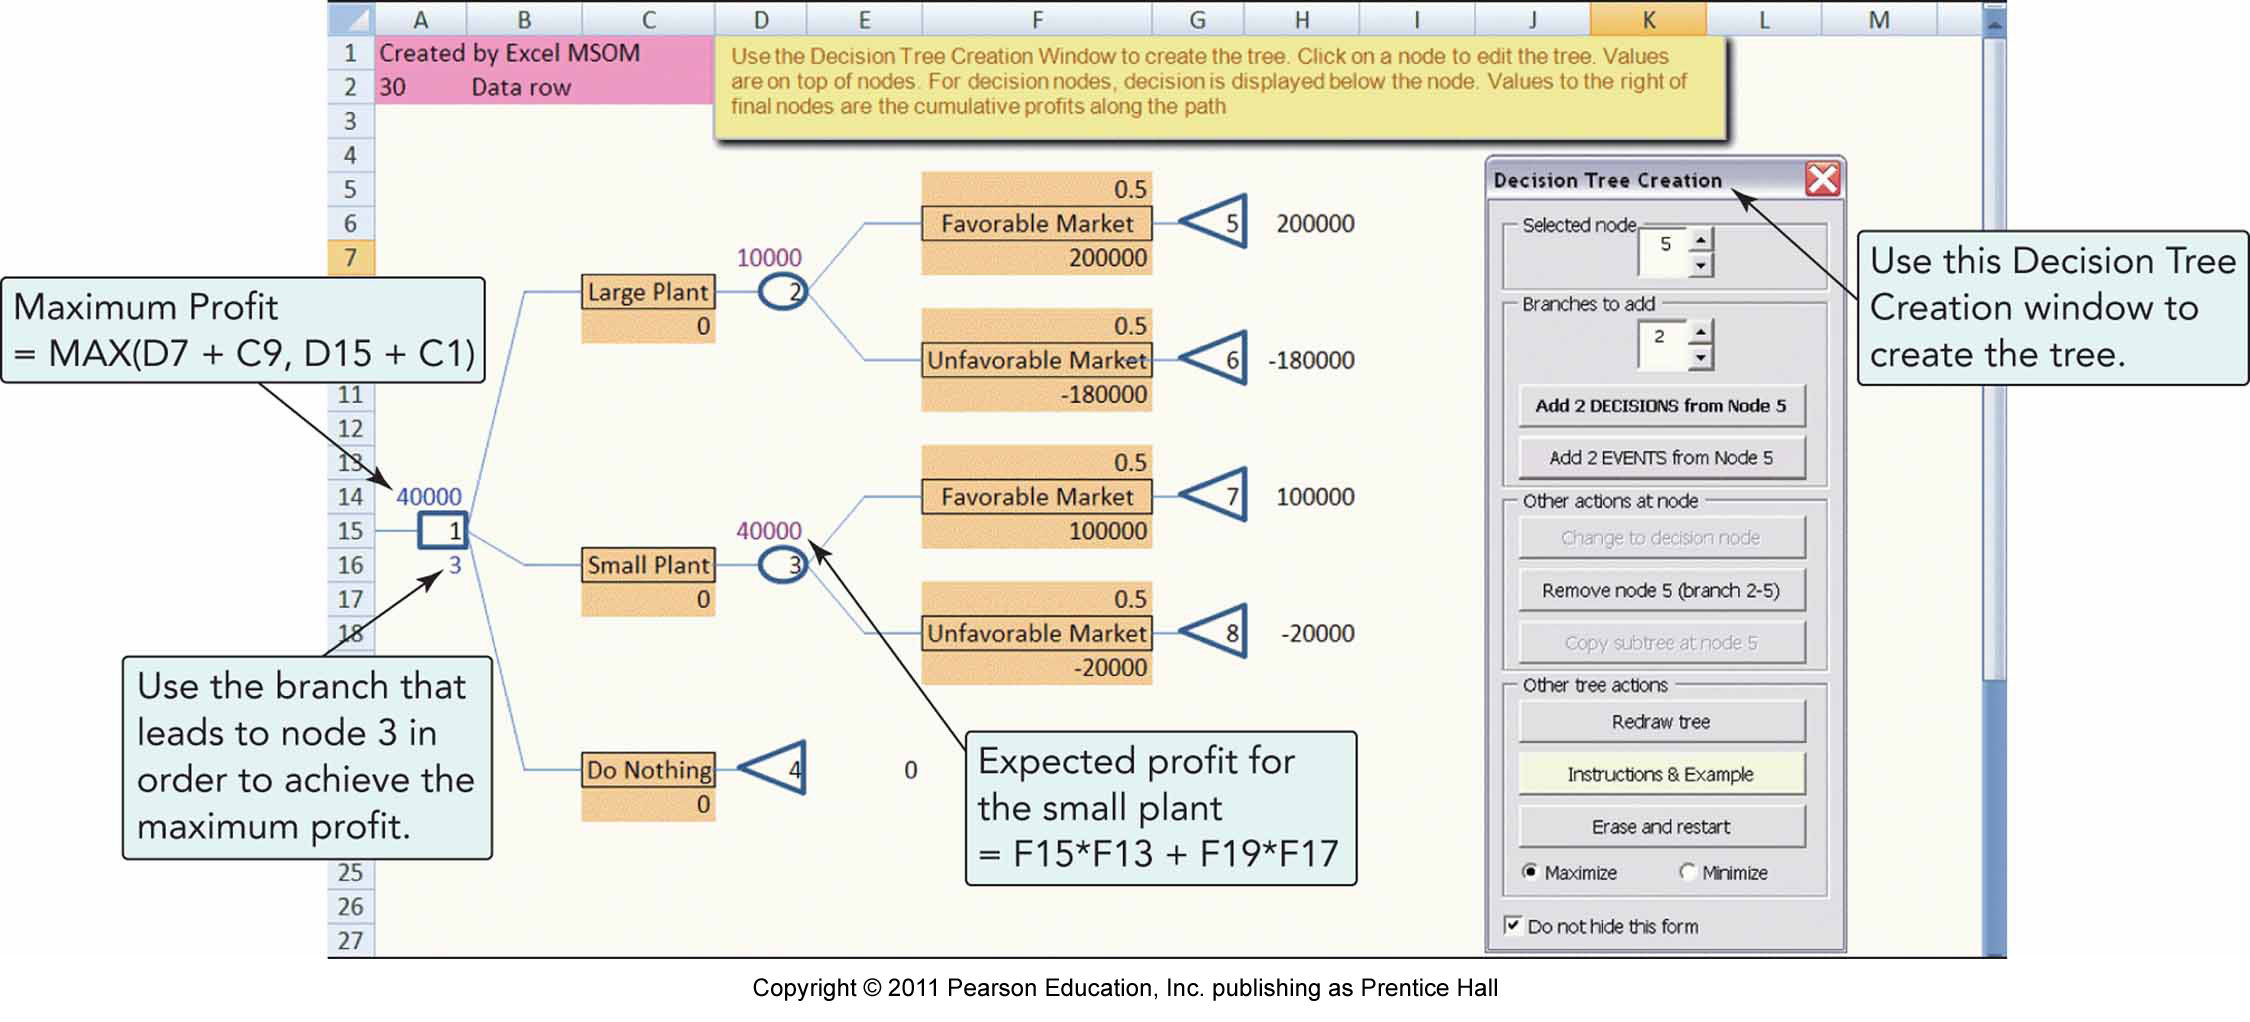 A B C D E F G H I J K L M
1 Created by Excel MSOM
2 30 Data row
Use the Decision Tree Creation Window to create the tree. Click on a node to edit the tree. Values
are on top of nodes. For decision nodes, decision is displayed below the node. Values to the right of
final nodes are the cumulative profits along the path
3
4
5
6
7
11
12
13
14
15
16
17
18
25
26
27
Maximum Profit
= MAX(D7 + C9, D15 + C1)
40000
1
3
Use the branch that
leads to node 3 in
order to achieve the
maximum profit.
Large Plant
0
10000
2
0.5
Favorable Market
200000
5
200000
0.5
Unfavorable Market
-180000
6
-180000
Small Plant
0
40000
3
0.5
Favorable Market
100000
7
100000
0.5
Unfavorable Market
-20000
8
-20000
Do Nothing
0
4
0
Expected profit for
the small plant
= F15*F13 + F19*F17
Decision Tree Creation
Selected node
5
Branches to add
2
Add 2 DECISIONS from Node 5
Add 2 EVENTS from Node 5
Other actions at node
Change to decision node
Remove node 5 (branch 2-5)
Copy subtree at node 5
Other tree actions
Redraw tree
Instructions & Example
Erase and restart
Maximize Minimize
Do not hide this form
Use this Decision Tree
Creation window to
create the tree.
Copyright © 2011 Pearson Education, Inc. publishing as Prentice Hall